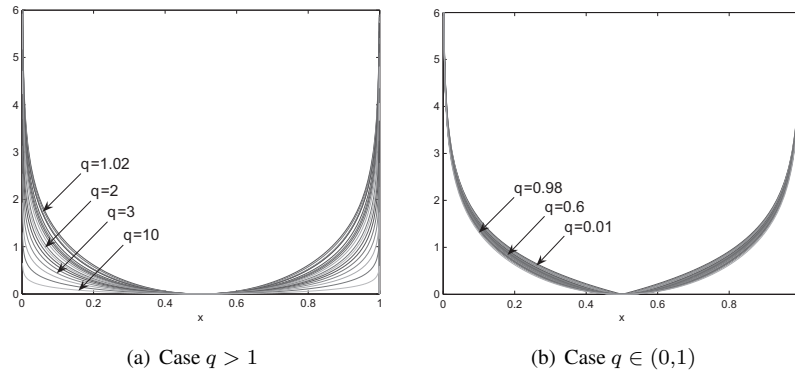 6
5
4
3
2
1
0
0 0.2 0.4 0.6 0.8 1
x
q=1.02
q=2
q=3
q=10
(a) Case q > 1
6
5
4
3
2
1
0
0 0.2 0.4 0.6 0.8
x
q=0.98
q=0.6
q=0.01
(b) Case q ∈ (0,1)